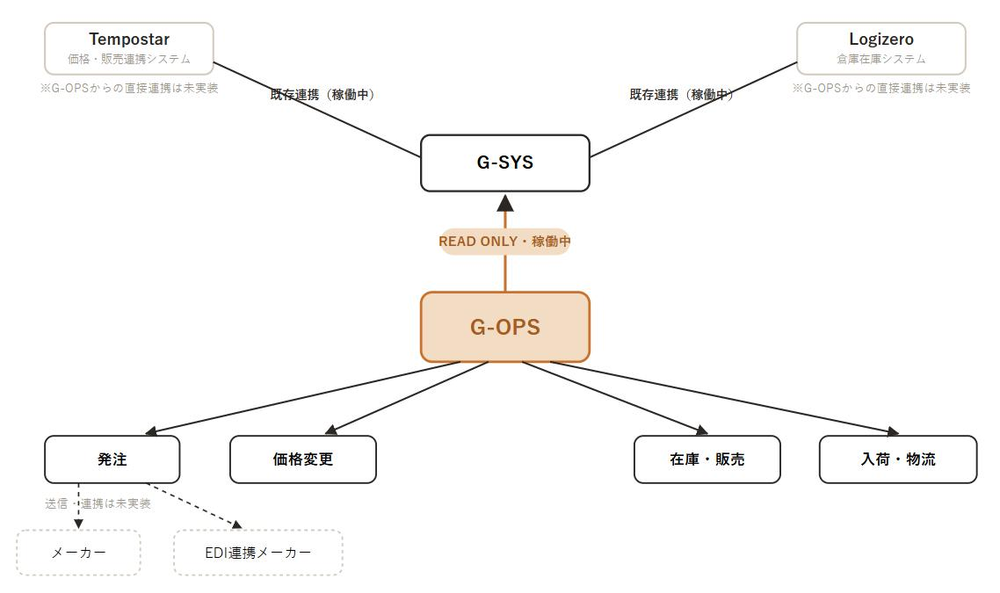 Tempostar
価格・販売連携システム
※G-OPSからの直接連携は未実装
Logizero
倉庫在庫システム
※G-OPSからの直接連携は未実装
既存連携（稼働中）
既存連携（稼働中）
G-SYS
READ ONLY・稼働中
G-OPS
発注
価格変更
在庫・販売
入荷・物流
送信・連携は未実装
メーカー
EDI連携メーカー